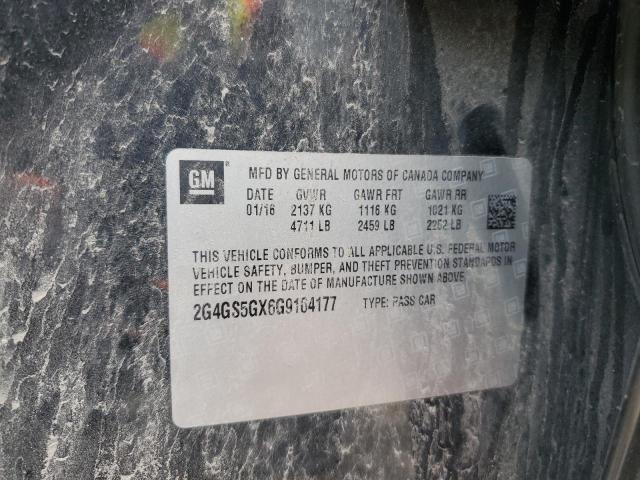 GM
MFD BY GENERAL MOTORS OF CANADA COMPANY
DATE GVWR GAWR FRT GAWR RR
01/16 2137 KG 1116 KG 1021 KG
4711 LB 2459 LB 2252 LB
THIS VEHICLE CONFORMS TO ALL APPLICABLE U.S. FEDERAL MOTOR
VEHICLE SAFETY, BUMPER, AND THEFT PREVENTION STANDARDS IN
EFFECT ON THE DATE OF MANUFACTURE SHOWN ABOVE.
2G4GS5GX6G9104177 TYPE: PASS CAR